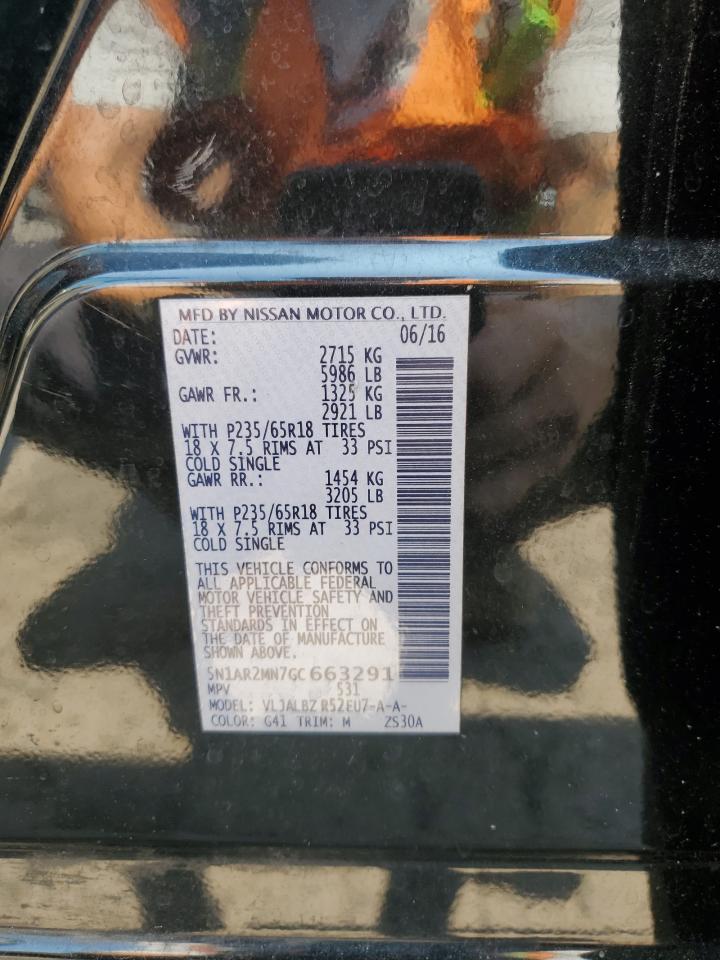 MFD BY NISSAN MOTOR CO., LTD.
DATE: 06/16
GVWR: 2715 KG
5986 LB
GAWR FR.: 1325 KG
2921 LB
WITH P235/65R18 TIRES
18 X 7.5 RIMS AT 33 PSI
COLD SINGLE
GAWR RR.: 1454 KG
3205 LB
WITH P235/65R18 TIRES
18 X 7.5 RIMS AT 33 PSI
COLD SINGLE
THIS VEHICLE CONFORMS TO
ALL APPLICABLE FEDERAL
MOTOR VEHICLE SAFETY AND
THEFT PREVENTION
STANDARDS IN EFFECT ON
THE DATE OF MANUFACTURE
SHOWN ABOVE.
5N1AR2MN7GC663291
MPV 531
MODEL: VLJALBZ R52EU7-A-A-
COLOR: G41 TRIM: M 2S30A